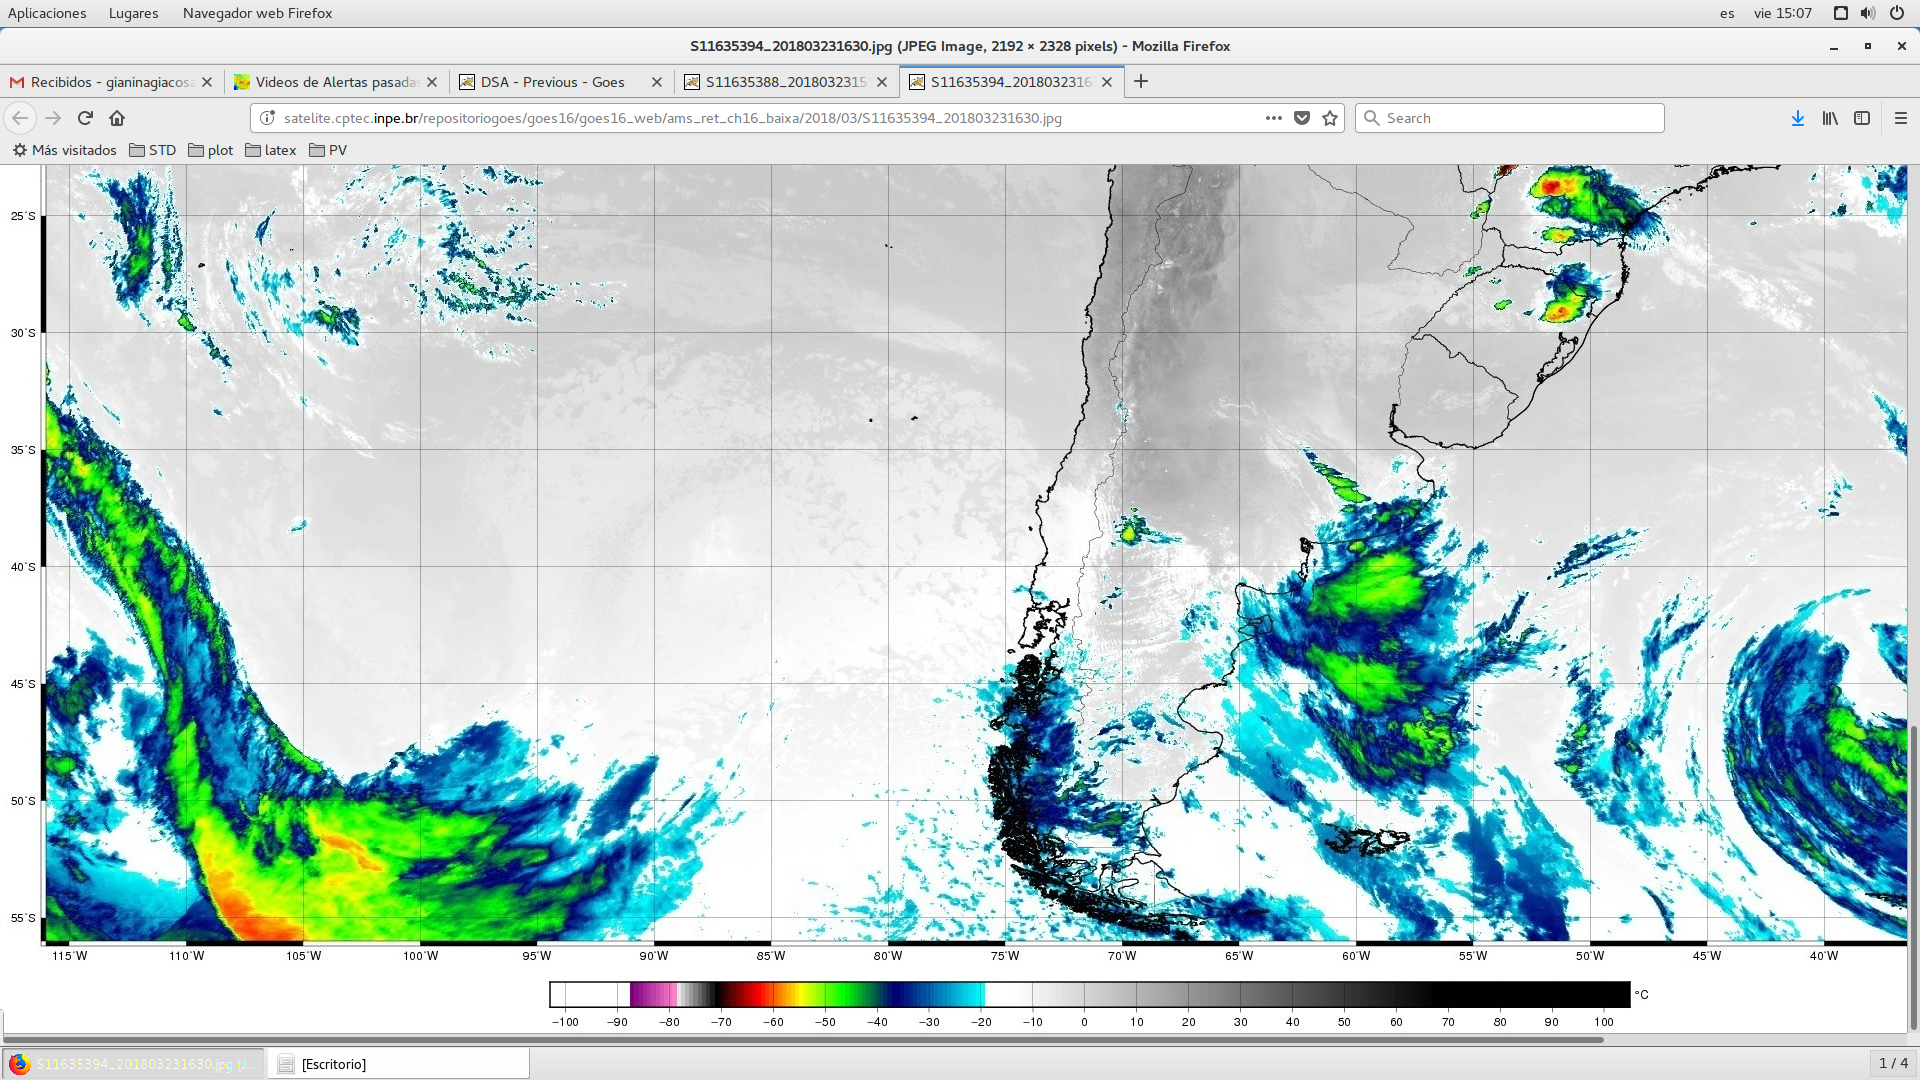 Aplicaciones Lugares Navegador web Firefox es vie 15:07
S11635394_201803231630.jpg (JPEG Image, 2192 × 2328 pixels) - Mozilla Firefox
Recibidos - gianinagiacosa Videos de Alertas pasadas DSA - Previous - Goes S11635388_2018032315 S11635394_2018032316
satelite.cptec.inpe.br/repositoriogoes/goes16/goes16_web/ams_ret_ch16_baixa/2018/03/S11635394_201803231630.jpg Search
Más visitados STD plot latex PV
25°S
30°S
35°S
40°S
45°S
50°S
55°S
115°W 110°W 105°W 100°W 95°W 90°W 85°W 80°W 75°W 70°W 65°W 60°W 55°W 50°W 45°W 40°W
°C
−100 −90 −80 −70 −60 −50 −40 −30 −20 −10 0 10 20 30 40 50 60 70 80 90 100
S11635394_201803231630.jpg (J... [Escritorio] 1 / 4